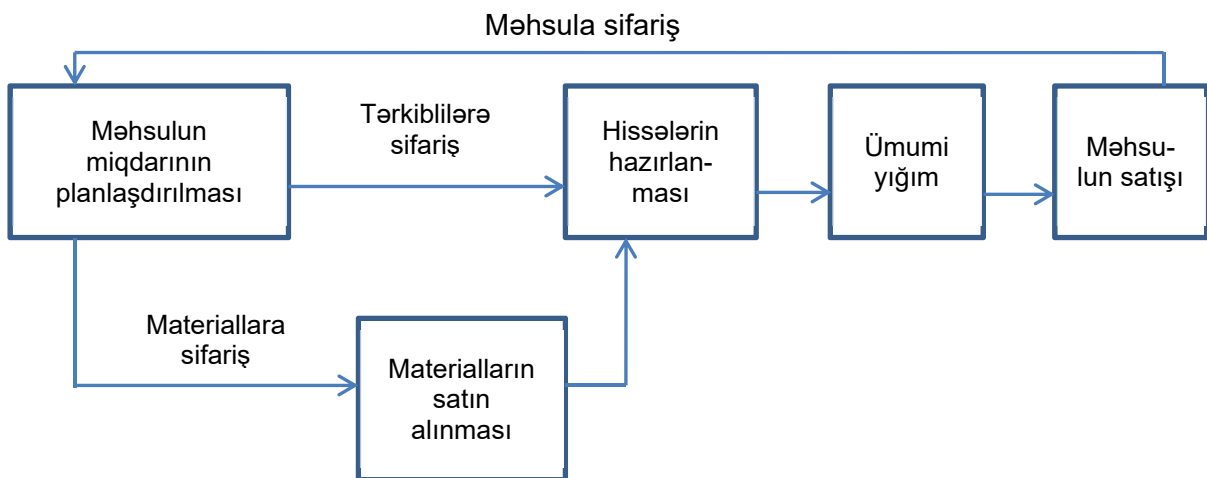 Məhsula sifariş
Məhsulun
miqdarının
planlaşdırılması
Tərkiblilərə
sifariş
Hissələrin
hazırlan-
ması
Ümumi
yığım
Məhsu-
lun satışı
Materiallara
sifariş
Materialların
satın
alınması